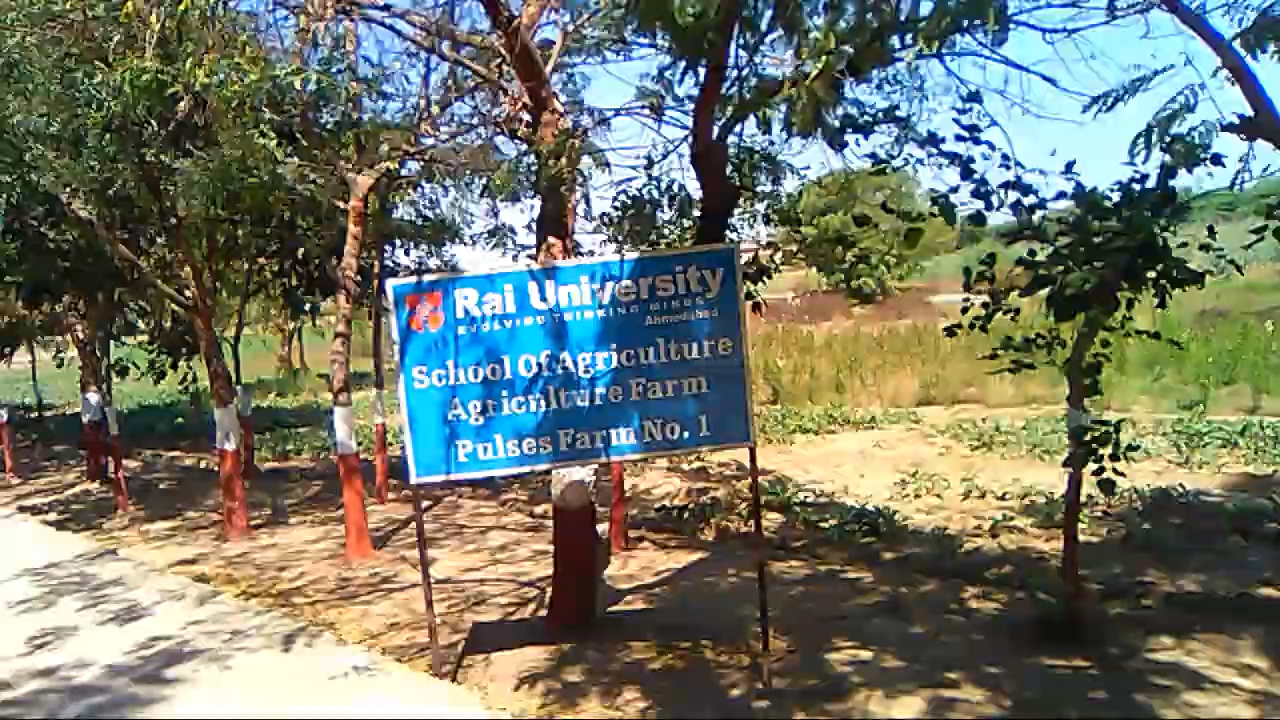 Rai University
EVOLVING THINKING MINDS
Ahmedabad
School Of Agriculture
Agriculture Farm
Pulses Farm No. 1